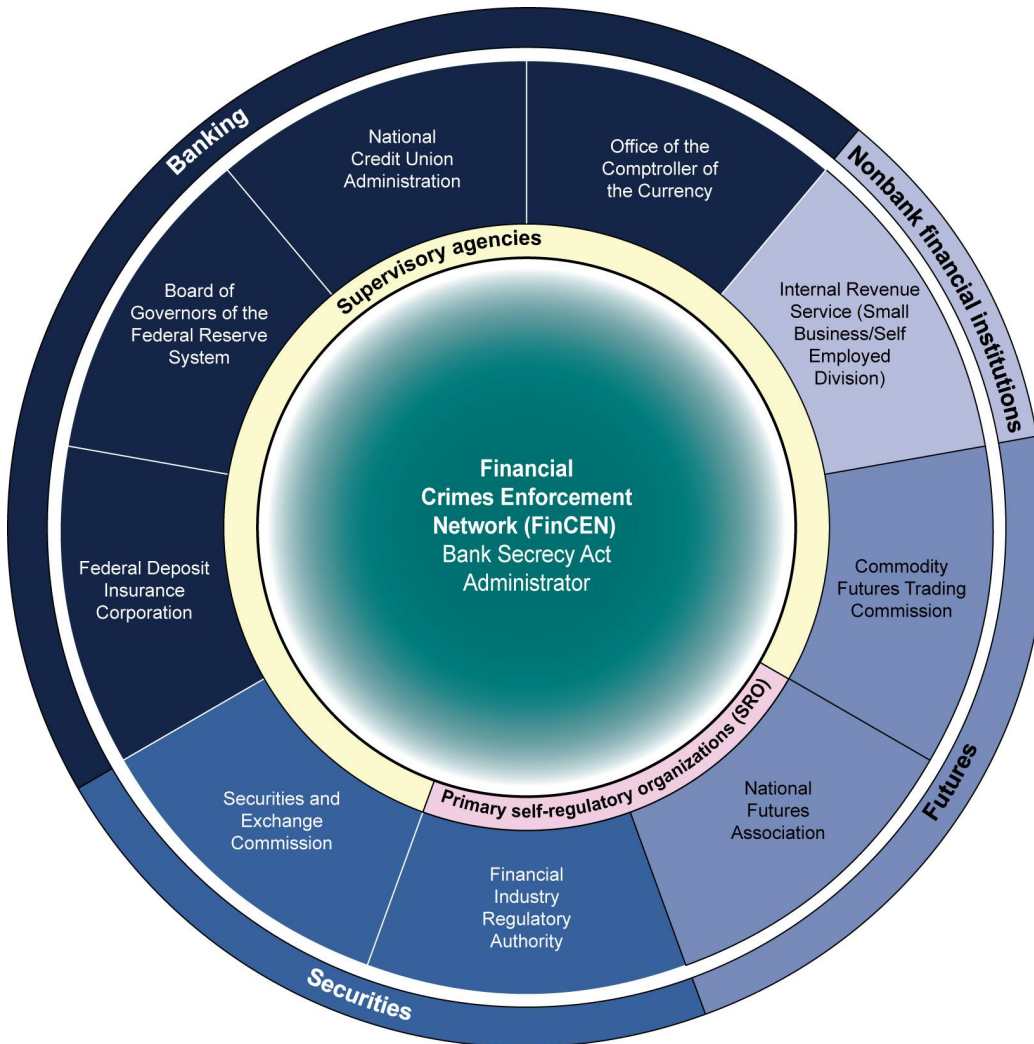 Banking
National
Credit Union
Administration
Office of the
Comptroller of
the Currency
Nonbank financial institutions
Supervisory agencies
Board of
Governors of the
Federal Reserve
System
Internal Revenue
Service (Small
Business/Self
Employed
Division)
Financial
Crimes Enforcement
Network (FinCEN)
Bank Secrecy Act
Administrator
Federal Deposit
Insurance
Corporation
Commodity
Futures Trading
Commission
Primary self-regulatory organizations (SRO)
Securities and
Exchange
Commission
National
Futures
Association
Futures
Financial
Industry
Regulatory
Authority
Securities